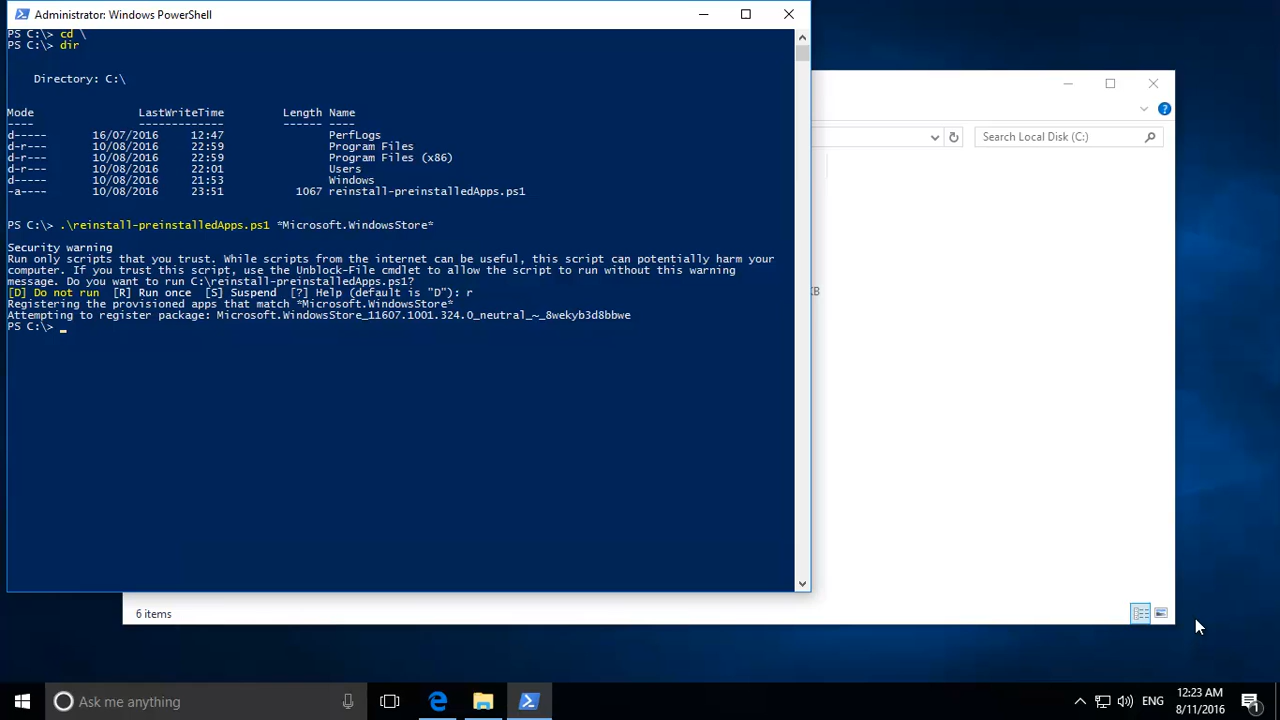 Administrator: Windows PowerShell
PS C:\> cd \
PS C:\> dir
Directory: C:\
Mode LastWriteTime Length Name
---- ------------- ------ ----
d----- 16/07/2016 12:47 PerfLogs
d-r--- 10/08/2016 22:59 Program Files
d-r--- 10/08/2016 22:59 Program Files (x86)
d-r--- 10/08/2016 22:01 Users
d----- 10/08/2016 21:53 Windows
-a---- 10/08/2016 23:51 1067 reinstall-preinstalledApps.ps1
PS C:\> .\reinstall-preinstalledApps.ps1 *Microsoft.WindowsStore*
Security warning
Run only scripts that you trust. While scripts from the internet can be useful, this script can potentially harm your
computer. If you trust this script, use the Unblock-File cmdlet to allow the script to run without this warning
message. Do you want to run C:\reinstall-preinstalledApps.ps1?
[D] Do not run [R] Run once [S] Suspend [?] Help (default is "D"): r
Registering the provisioned apps that match *Microsoft.WindowsStore*
Attempting to register package: Microsoft.WindowsStore_11607.1001.324.0_neutral_~_8wekyb3d8bbwe
PS C:\> _
Search Local Disk (C:)
KB
6 items
Ask me anything
ENG
12:23 AM
8/11/2016
1